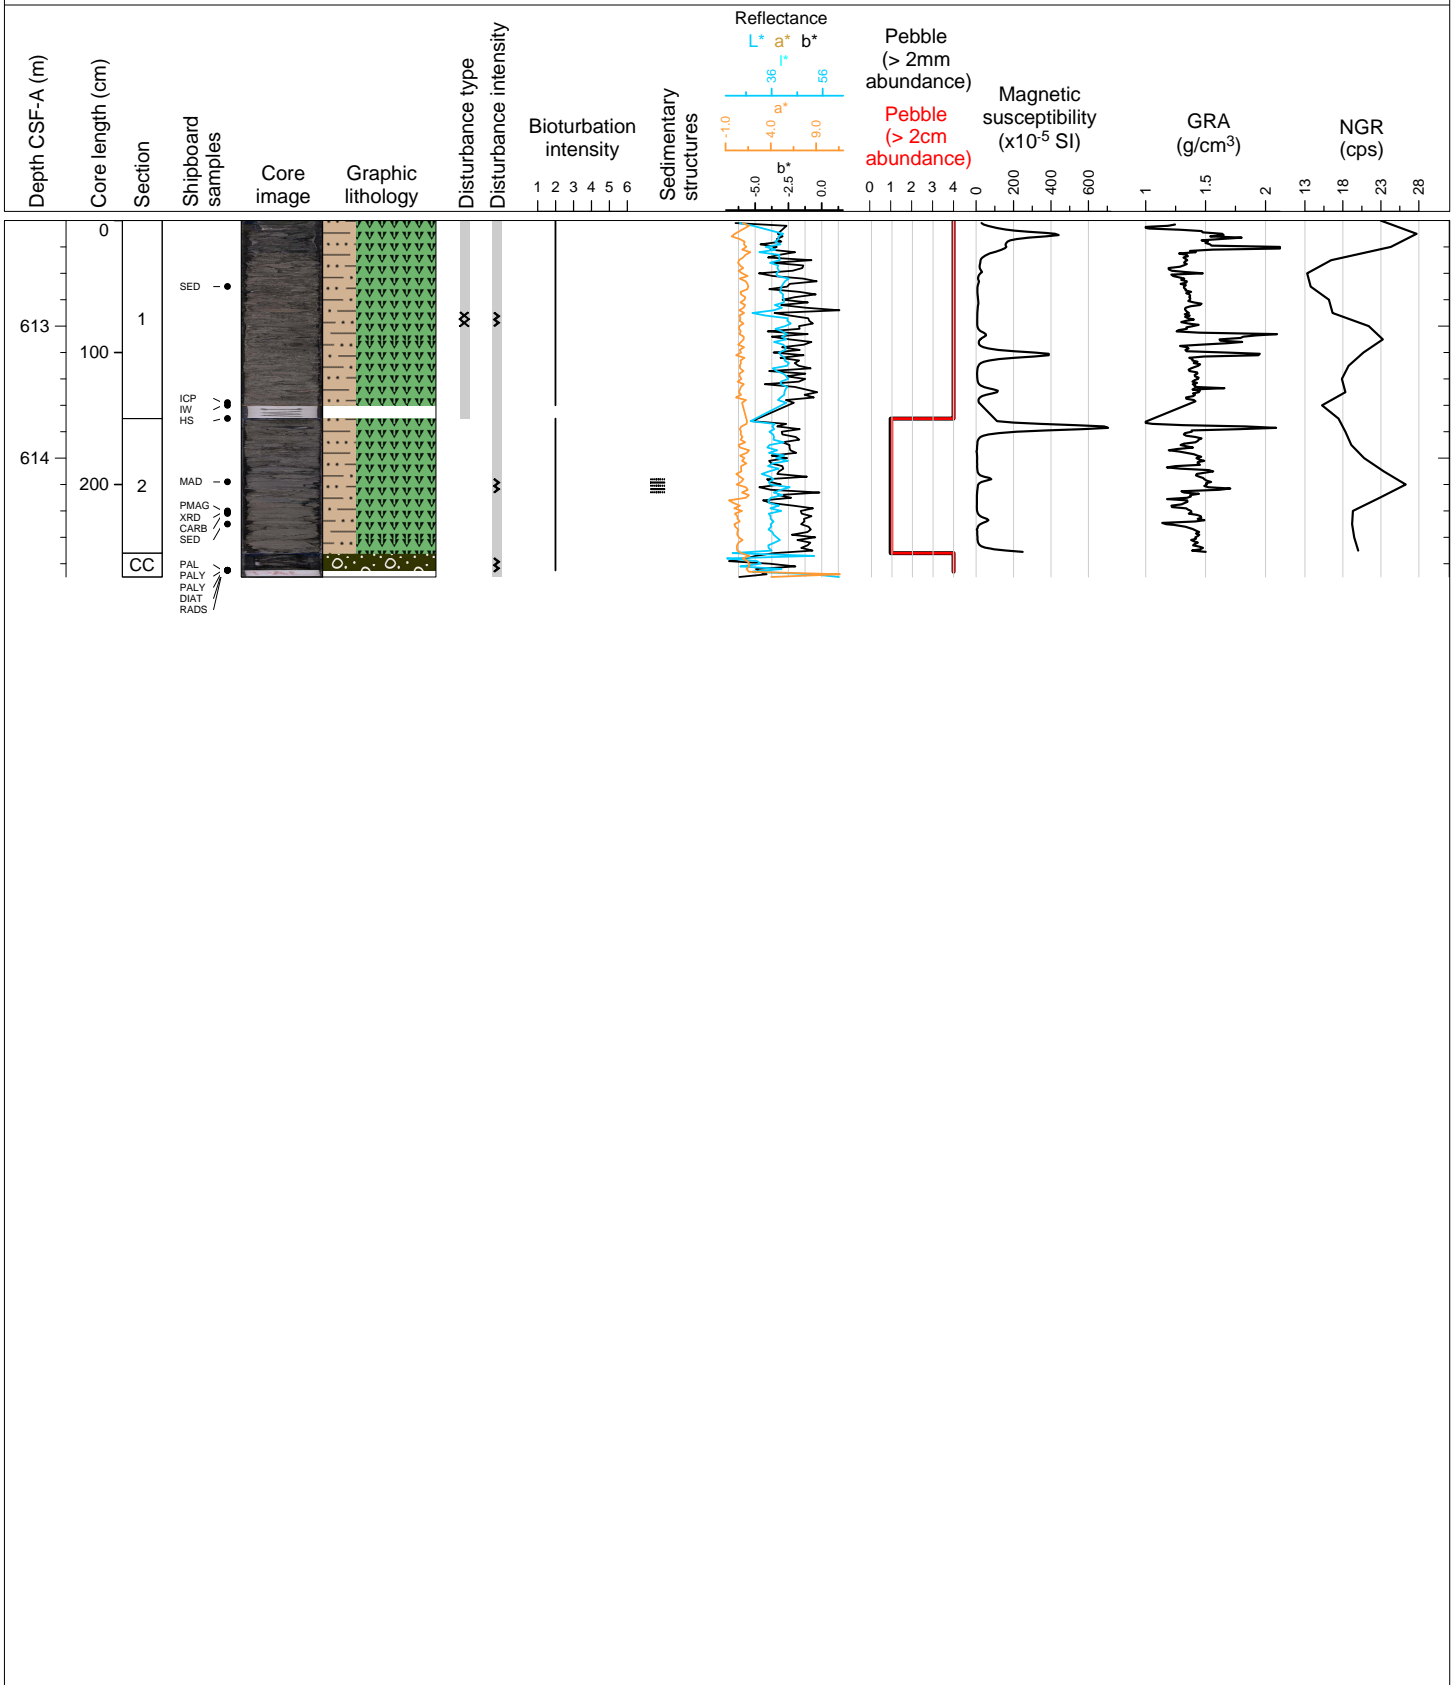 Depth CSF-A (m)
Core length (cm)
Section
Shipboard
samples
Core
image
Graphic
lithology
Disturbance type
Disturbance intensity
Bioturbation
intensity
1 2 3 4 5 6
Sedimentary
structures
Reflectance
L* a* b*
l*
36 56
a*
-1.0 4.0 9.0
b*
-5.0 -2.5 0.0
Pebble
(> 2mm
abundance)
Pebble
(> 2cm
abundance)
0 1 2 3 4
Magnetic
susceptibility
(x10-5 SI)
0 200 400 600
GRA
(g/cm3)
1 1.5 2
NGR
(cps)
13 18 23 28
0
SED
613
1
100
ICP
IW
HS
614
MAD
200
2
PMAG
XRD
CARB
SED
CC
PAL
PALY
PALY
DIAT
RADS